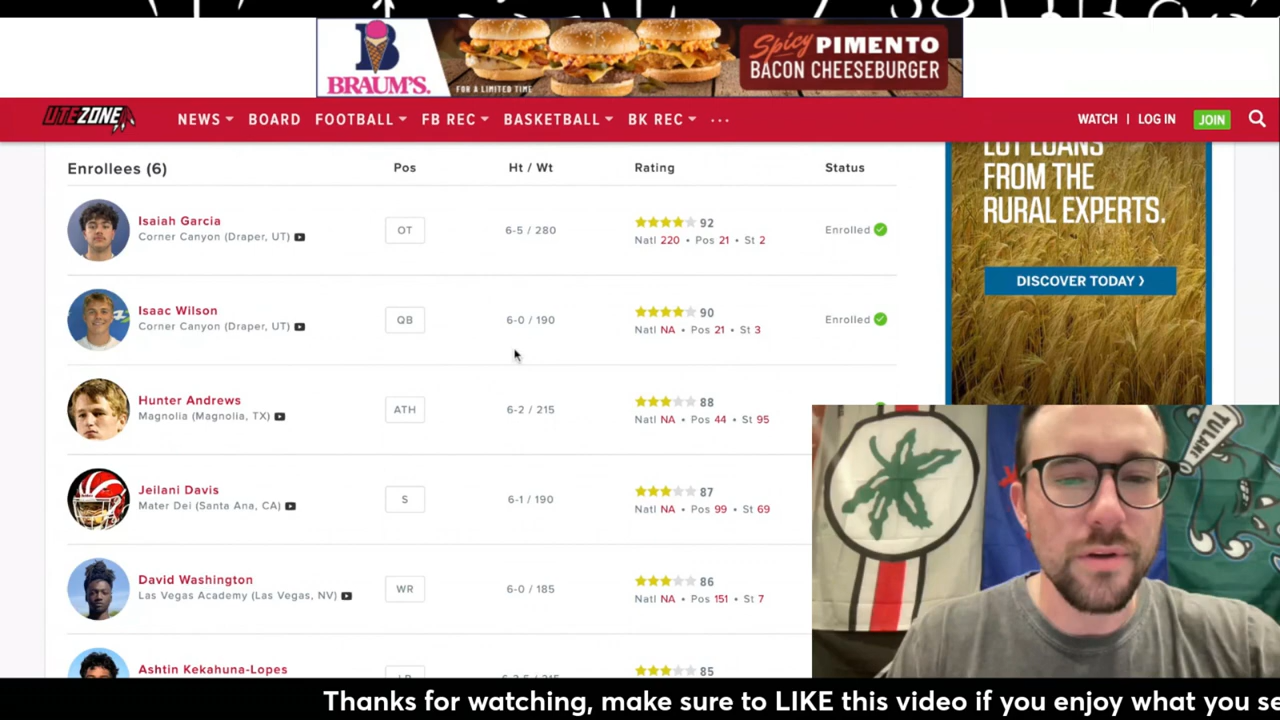 BRAUM'S.
FOR A LIMITED TIME
Spicy PIMENTO
BACON CHEESEBURGER
UTEZONE
NEWS BOARD FOOTBALL FB REC BASKETBALL BK REC ...
WATCH | LOG IN JOIN
LOT LOANS
FROM THE
RURAL EXPERTS.
DISCOVER TODAY >
Enrollees (6) Pos Ht / Wt Rating Status
Isaiah Garcia
Corner Canyon (Draper, UT)
OT 6-5 / 280 92
Natl 220 • Pos 21 • St 2
Enrolled
Isaac Wilson
Corner Canyon (Draper, UT)
QB 6-0 / 190 90
Natl NA • Pos 21 • St 3
Enrolled
Hunter Andrews
Magnolia (Magnolia, TX)
ATH 6-2 / 215 88
Natl NA • Pos 44 • St 95
Jeilani Davis
Mater Dei (Santa Ana, CA)
S 6-1 / 190 87
Natl NA • Pos 99 • St 69
David Washington
Las Vegas Academy (Las Vegas, NV)
WR 6-0 / 185 86
Natl NA • Pos 151 • St 7
Ashtin Kekahuna-Lopes
85
TULANE
Thanks for watching, make sure to LIKE this video if you enjoy what you se